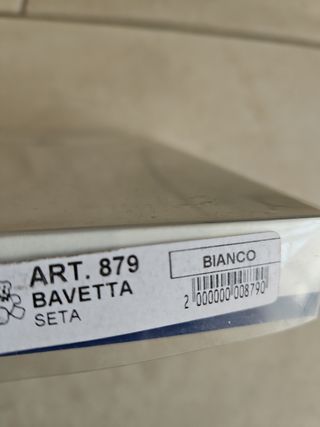 ART. 879
BAVETTA
SETA
BIANCO
2 000000 008790